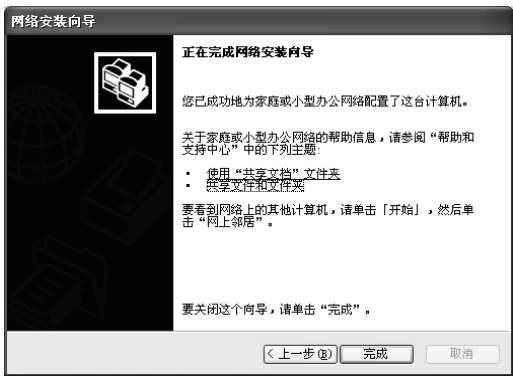 网络安装向导
正在完成网络安装向导
您已成功地为家庭或小型办公网络配置了这台计算机。
关于家庭或小型办公网络的帮助信息，请参阅“帮助和
支持中心”中的下列主题:
· 使用“共享文档”文件夹
· 共享文件和文件夹
要看到网络上的其他计算机，请单击「开始」，然后单
击“网上邻居”。
要关闭这个向导，请单击“完成”。
< 上一步(B) 完成 取消